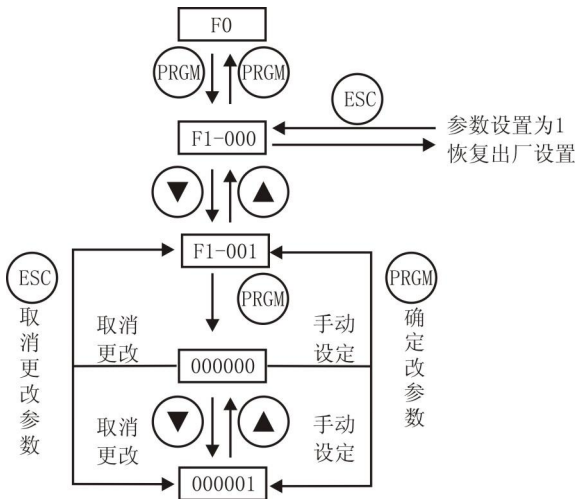 F0
PRGM
PRGM
ESC
参数设置为1
恢复出厂设置
F1-000
▼
▲
F1-001
ESC
取消更改参数
PRGM
PRGM
确定改参数
取消
更改
手动
设定
000000
▼
▲
取消
更改
手动
设定
000001